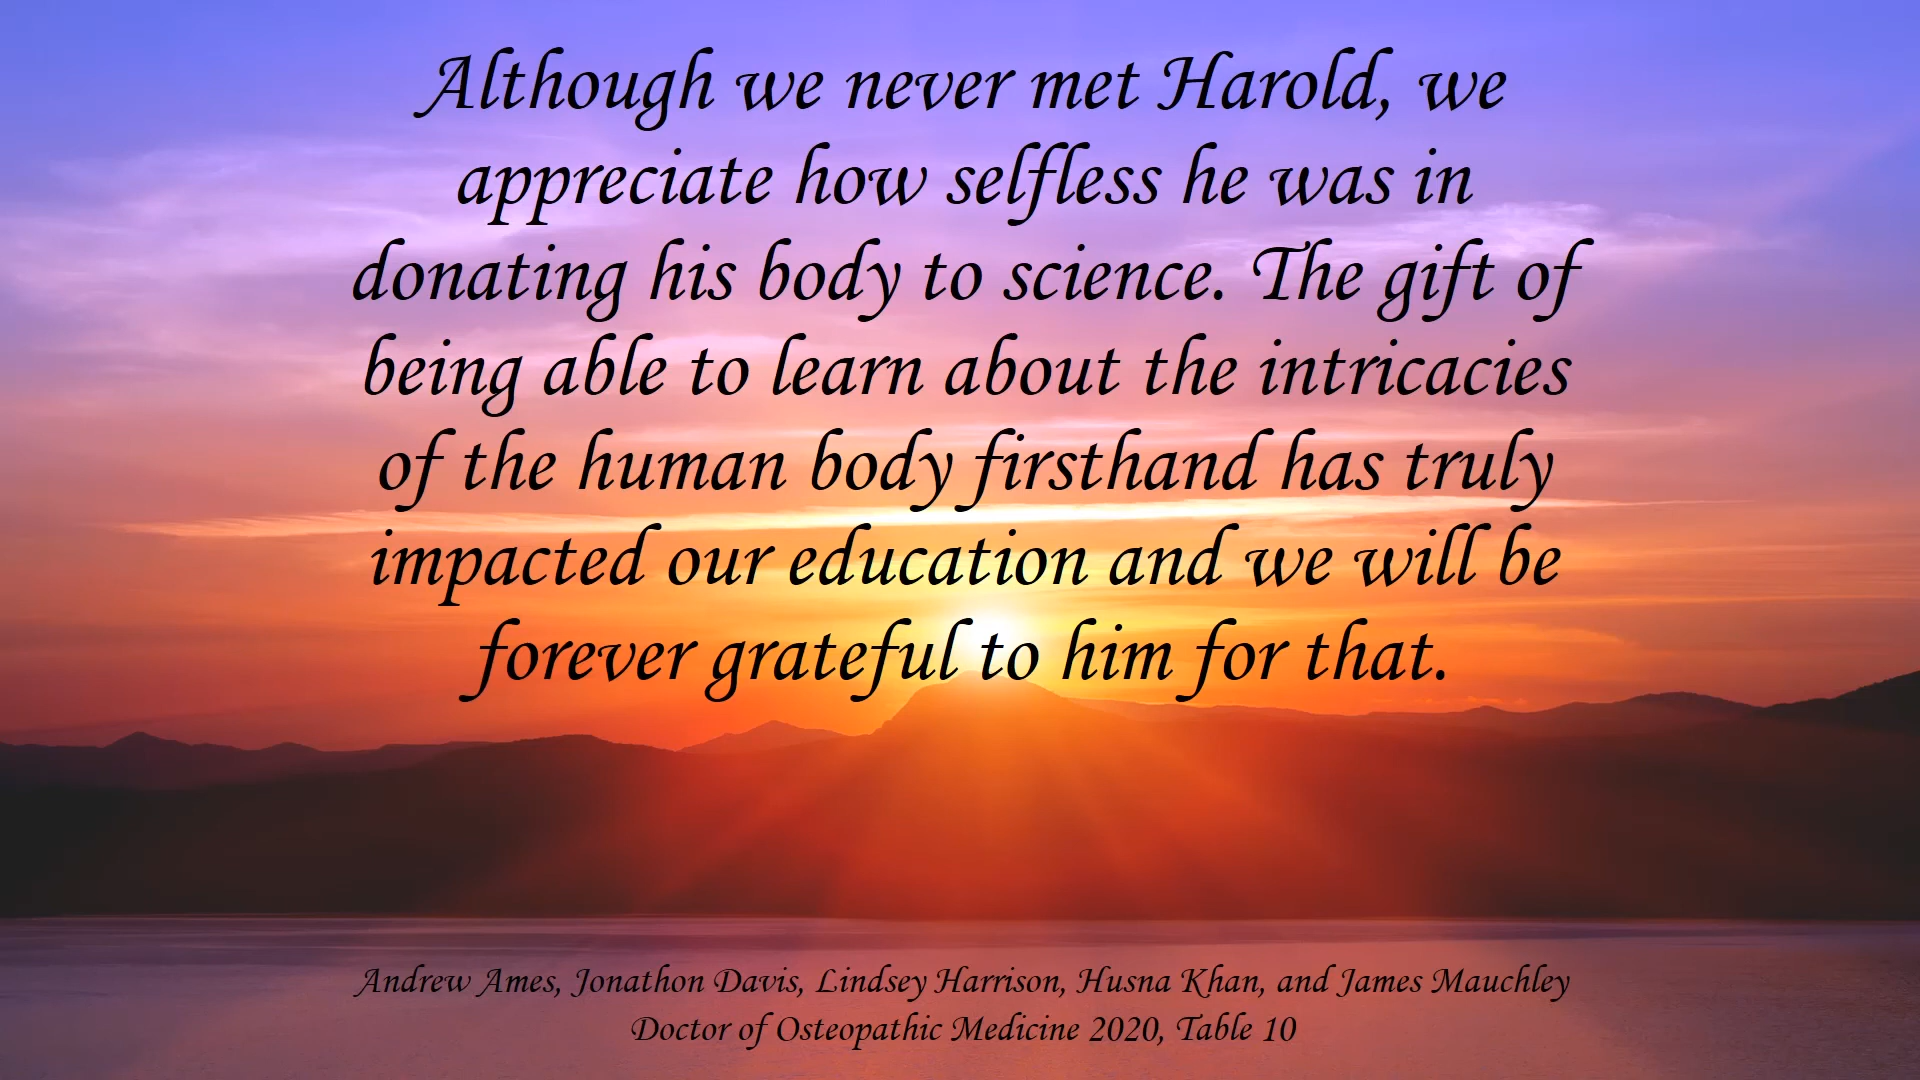 Although we never met Harold, we
appreciate how selfless he was in
donating his body to science. The gift of
being able to learn about the intricacies
of the human body firsthand has truly
impacted our education and we will be
forever grateful to him for that.
Andrew Ames, Jonathon Davis, Lindsey Harrison, Husna Khan, and James Mauchley
Doctor of Osteopathic Medicine 2020, Table 10